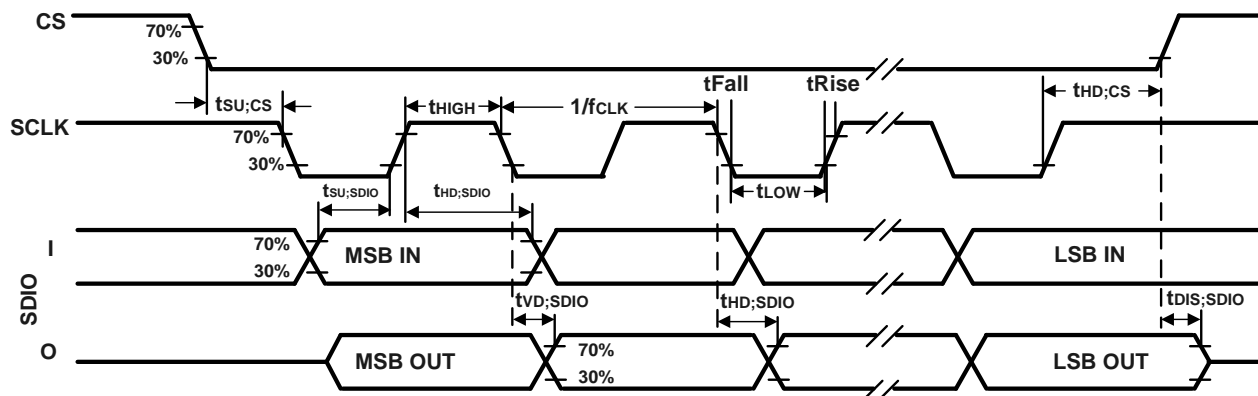 CS
70%
30%
tFall
tRise
tSU;CS
tHIGH
1/fCLK
tHD;CS
SCLK
70%
30%
tSU;SDIO
tHD;SDIO
tLOW
SDIO
I
70%
30%
MSB IN
LSB IN
tVD;SDIO
tHD;SDIO
tDIS;SDIO
O
MSB OUT
70%
30%
LSB OUT